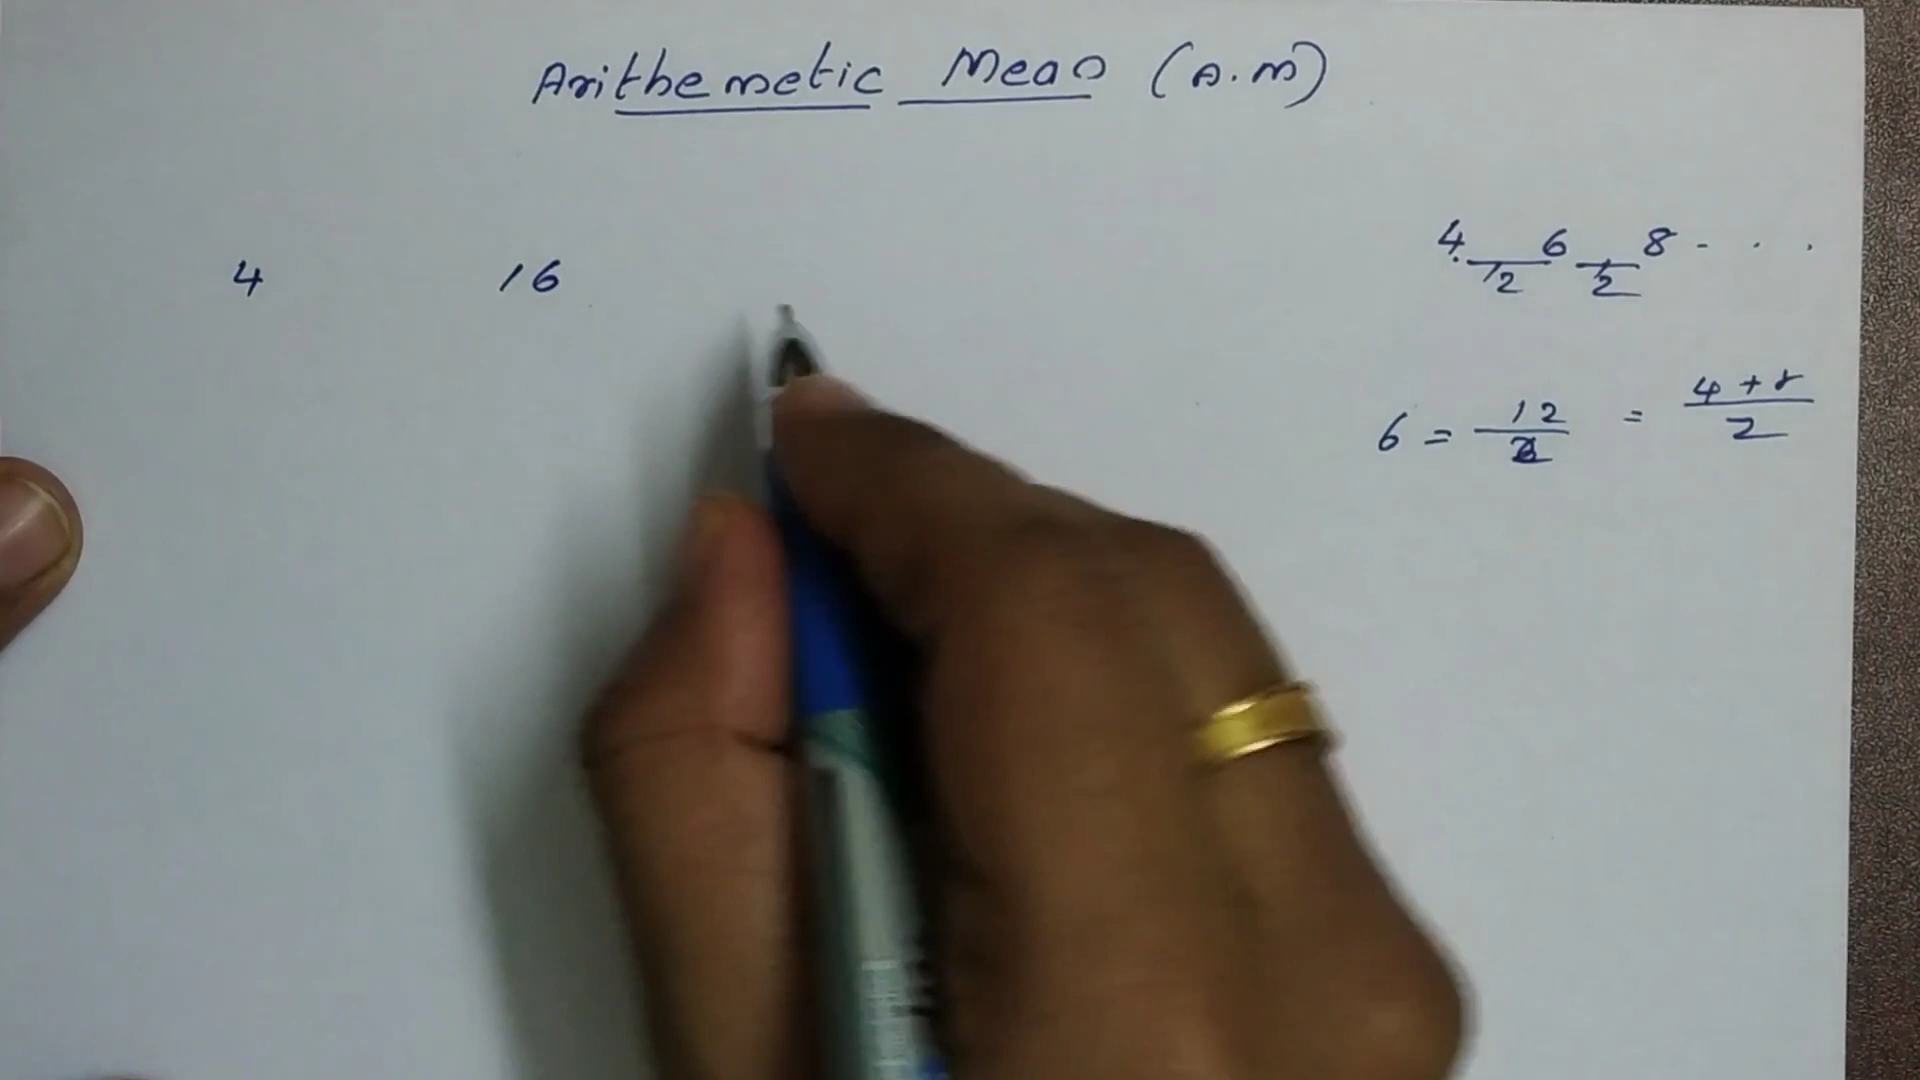 Arithemetic Mean (A.M)
4 6 8 - . .
2 2
4 16
6 = 12/2 = 4+8/2